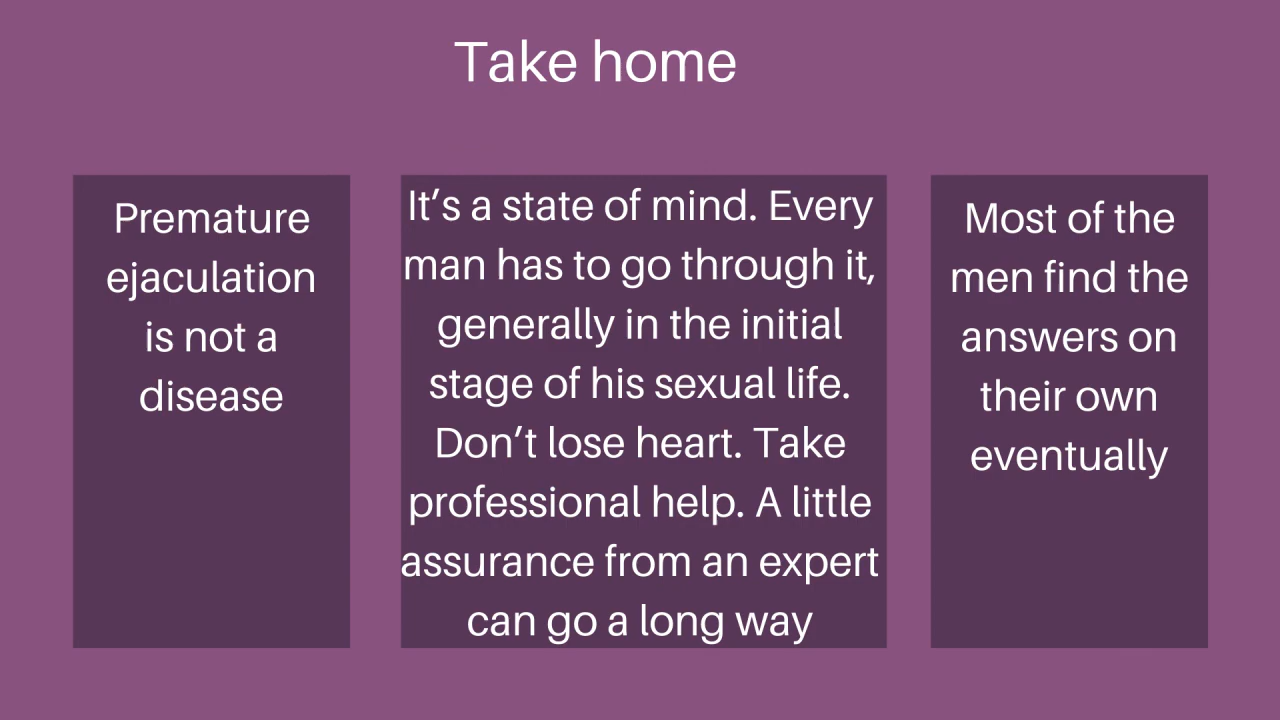 Take home
Premature
ejaculation
is not a
disease
It’s a state of mind. Every
man has to go through it,
generally in the initial
stage of his sexual life.
Don’t lose heart. Take
professional help. A little
assurance from an expert
can go a long way
Most of the
men find the
answers on
their own
eventually